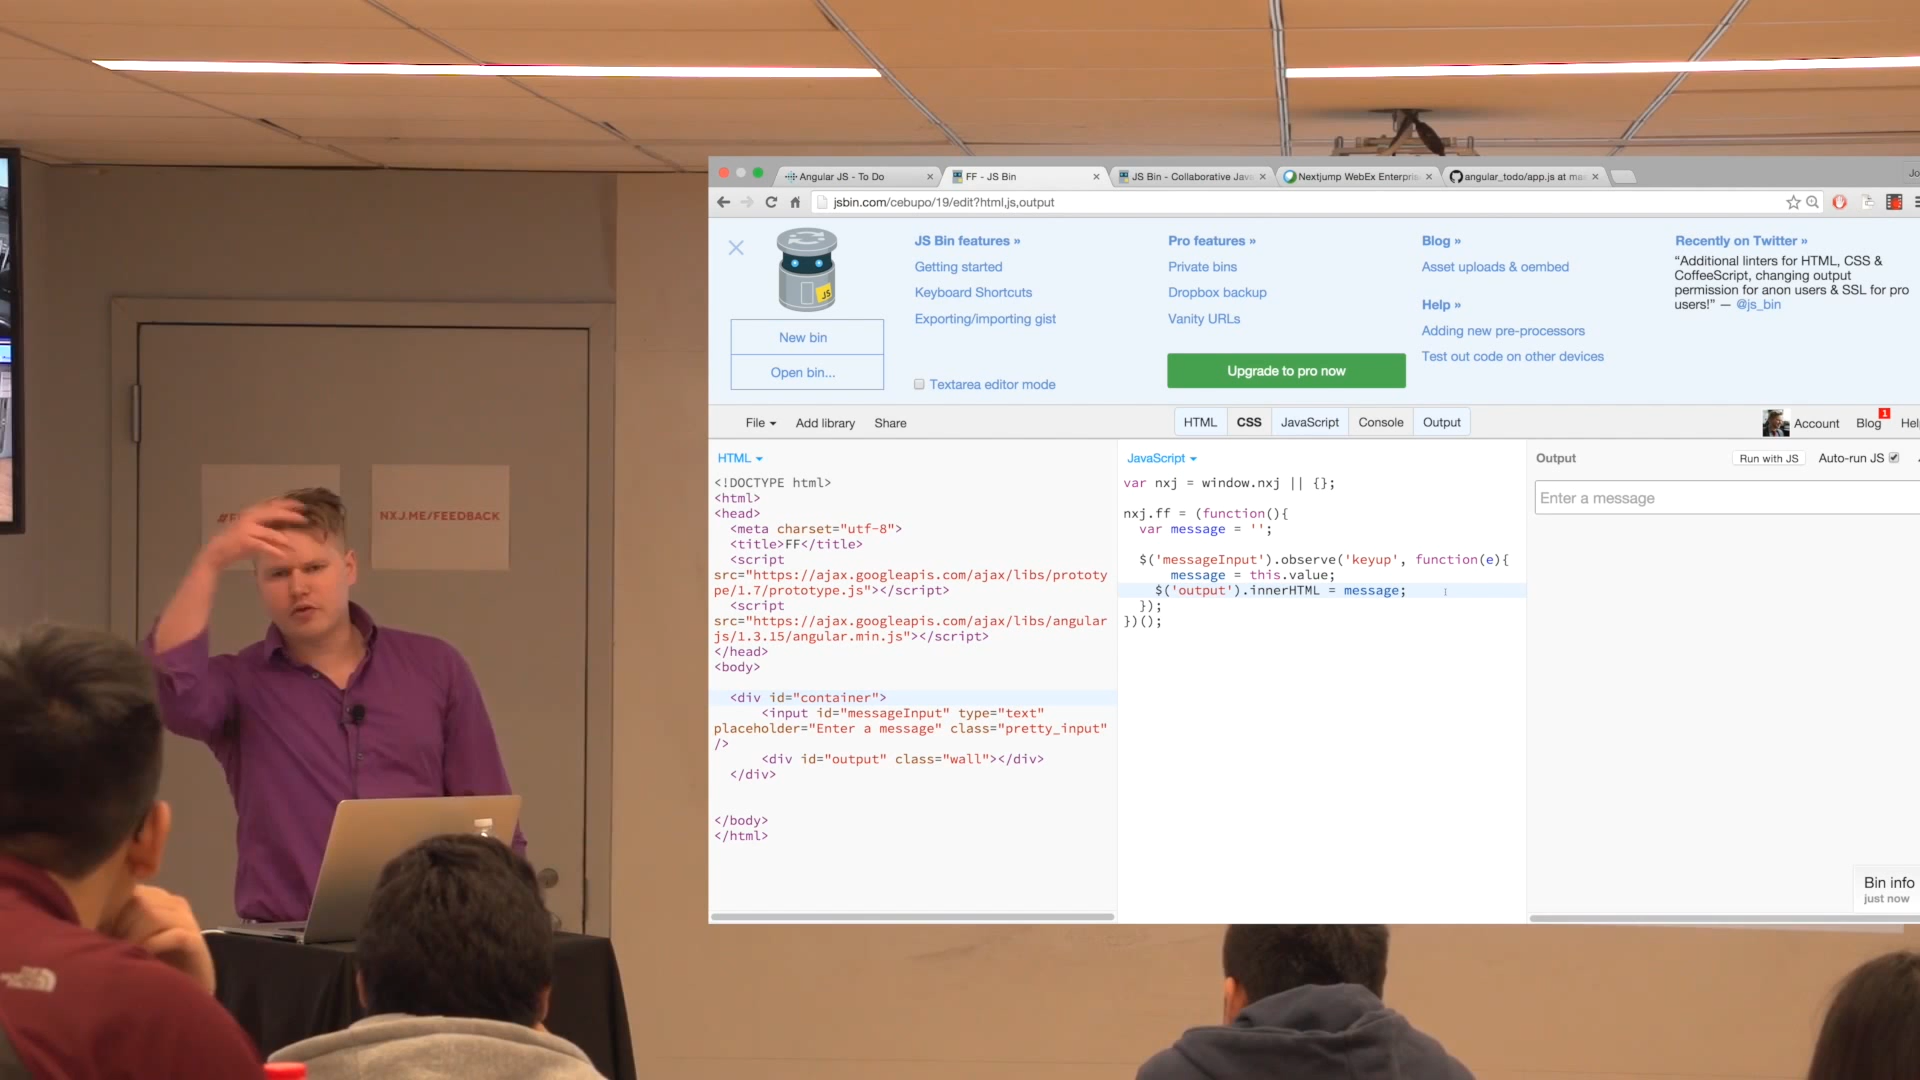 #F
NXJ.ME/FEEDBACK
Angular JS - To Do
FF - JS Bin
JS Bin - Collaborative Java
Nextjump WebEx Enterpris
angular_todo/app.js at mas
Jo
jsbin.com/cebupo/19/edit?html,js,output
JS
New bin
Open bin...
JS Bin features »
Getting started
Keyboard Shortcuts
Exporting/importing gist
Textarea editor mode
Pro features »
Private bins
Dropbox backup
Vanity URLs
Upgrade to pro now
Blog »
Asset uploads & oembed
Help »
Adding new pre-processors
Test out code on other devices
Recently on Twitter »
“Additional linters for HTML, CSS &
CoffeeScript, changing output
permission for anon users & SSL for pro
users!” — @js_bin
File Add library Share
HTML CSS JavaScript Console Output
Account Blog 1 Hel
HTML
<!DOCTYPE html>
<html>
<head>
<meta charset="utf-8">
<title>FF</title>
<script
src="https://ajax.googleapis.com/ajax/libs/prototy
pe/1.7/prototype.js"></script>
<script
src="https://ajax.googleapis.com/ajax/libs/angular
js/1.3.15/angular.min.js"></script>
</head>
<body>
<div id="container">
<input id="messageInput" type="text"
placeholder="Enter a message" class="pretty_input"
/>
<div id="output" class="wall"></div>
</div>
</body>
</html>
JavaScript
var nxj = window.nxj || {};
nxj.ff = (function(){
var message = '';
$('messageInput').observe('keyup', function(e){
message = this.value;
$('output').innerHTML = message;
});
})();
Output
Run with JS
Auto-run JS
Enter a message
Bin info
just now